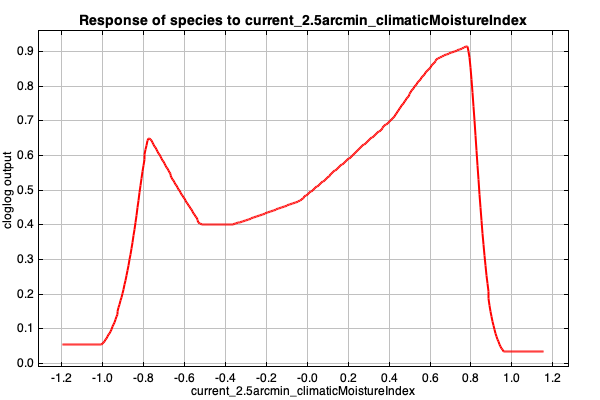 Response of species to current_2.5arcmin_climaticMoistureIndex
cloglog output
0.9
0.8
0.7
0.6
0.5
0.4
0.3
0.2
0.1
0.0
-1.2 -1.0 -0.8 -0.6 -0.4 -0.2 -0.0 0.2 0.4 0.6 0.8 1.0 1.2
current_2.5arcmin_climaticMoistureIndex